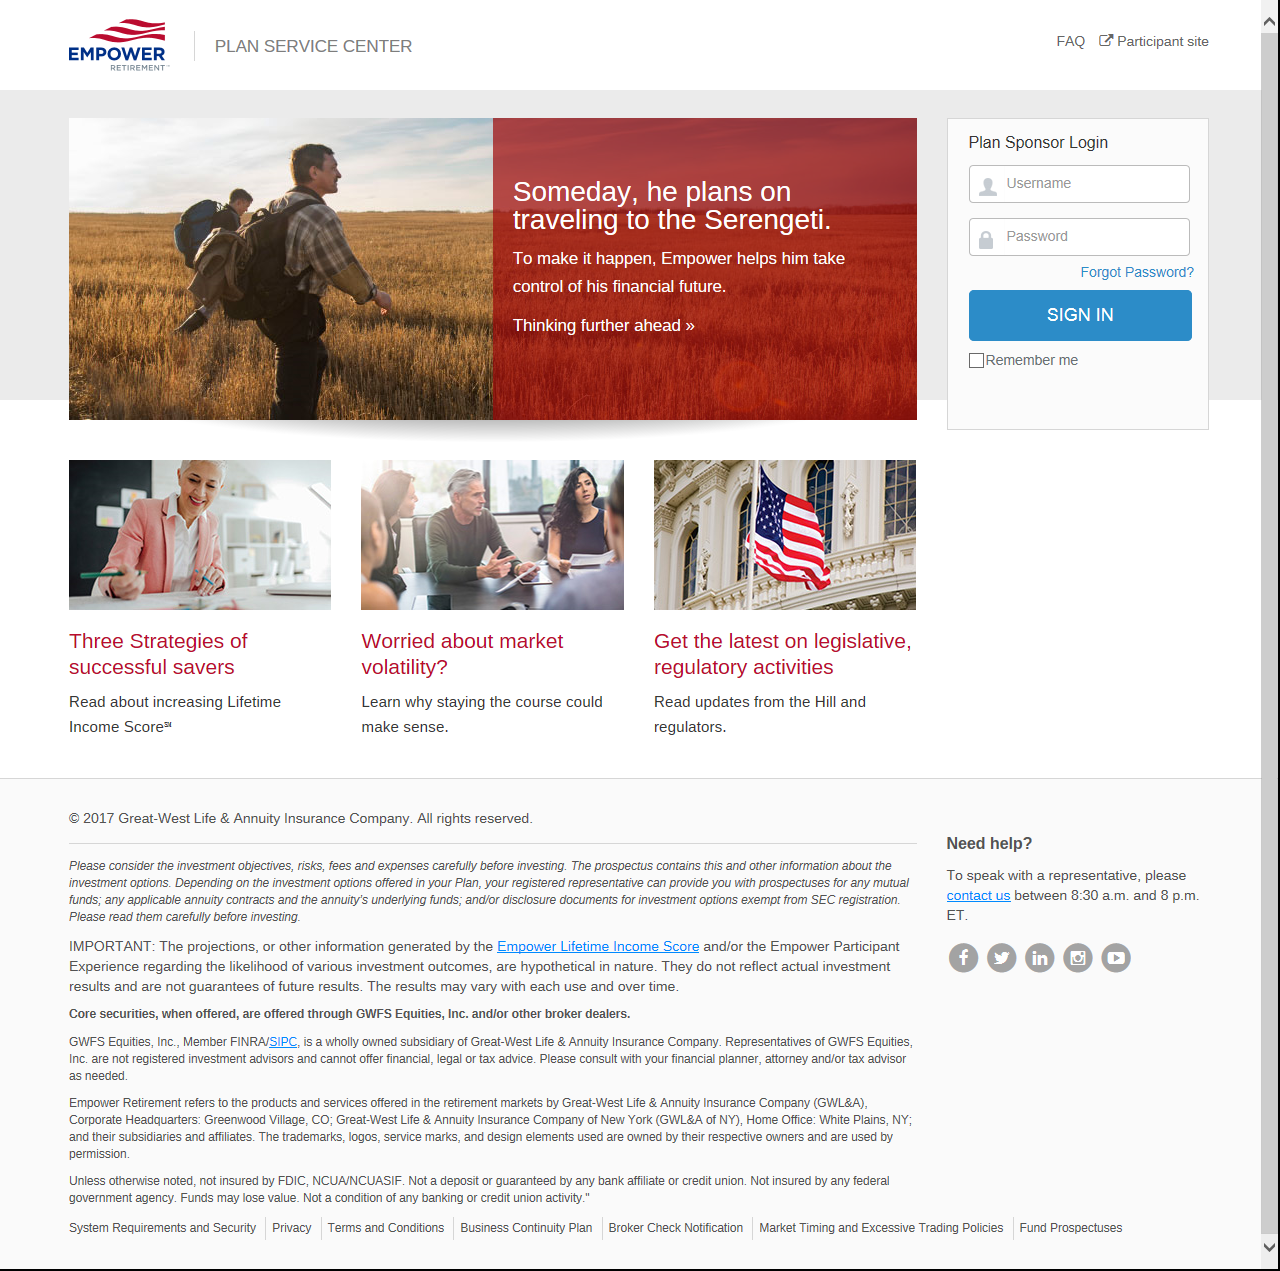 EMPOWER
RETIREMENT™
PLAN SERVICE CENTER
FAQ Participant site
Someday, he plans on
traveling to the Serengeti.
To make it happen, Empower helps him take
control of his financial future.
Thinking further ahead »
Plan Sponsor Login
Username
Password
Forgot Password?
SIGN IN
Remember me
Three Strategies of
successful savers
Read about increasing Lifetime
Income Score℠
Worried about market
volatility?
Learn why staying the course could
make sense.
Get the latest on legislative,
regulatory activities
Read updates from the Hill and
regulators.
© 2017 Great-West Life & Annuity Insurance Company. All rights reserved.
Please consider the investment objectives, risks, fees and expenses carefully before investing. The prospectus contains this and other information about the
investment options. Depending on the investment options offered in your Plan, your registered representative can provide you with prospectuses for any mutual
funds; any applicable annuity contracts and the annuity's underlying funds; and/or disclosure documents for investment options exempt from SEC registration.
Please read them carefully before investing.
IMPORTANT: The projections, or other information generated by the Empower Lifetime Income Score and/or the Empower Participant
Experience regarding the likelihood of various investment outcomes, are hypothetical in nature. They do not reflect actual investment
results and are not guarantees of future results. The results may vary with each use and over time.
Core securities, when offered, are offered through GWFS Equities, Inc. and/or other broker dealers.
GWFS Equities, Inc., Member FINRA/SIPC, is a wholly owned subsidiary of Great-West Life & Annuity Insurance Company. Representatives of GWFS Equities,
Inc. are not registered investment advisors and cannot offer financial, legal or tax advice. Please consult with your financial planner, attorney and/or tax advisor
as needed.
Empower Retirement refers to the products and services offered in the retirement markets by Great-West Life & Annuity Insurance Company (GWL&A),
Corporate Headquarters: Greenwood Village, CO; Great-West Life & Annuity Insurance Company of New York (GWL&A of NY), Home Office: White Plains, NY;
and their subsidiaries and affiliates. The trademarks, logos, service marks, and design elements used are owned by their respective owners and are used by
permission.
Unless otherwise noted, not insured by FDIC, NCUA/NCUASIF. Not a deposit or guaranteed by any bank affiliate or credit union. Not insured by any federal
government agency. Funds may lose value. Not a condition of any banking or credit union activity."
Need help?
To speak with a representative, please
contact us between 8:30 a.m. and 8 p.m.
ET.
System Requirements and Security Privacy Terms and Conditions Business Continuity Plan Broker Check Notification Market Timing and Excessive Trading Policies Fund Prospectuses